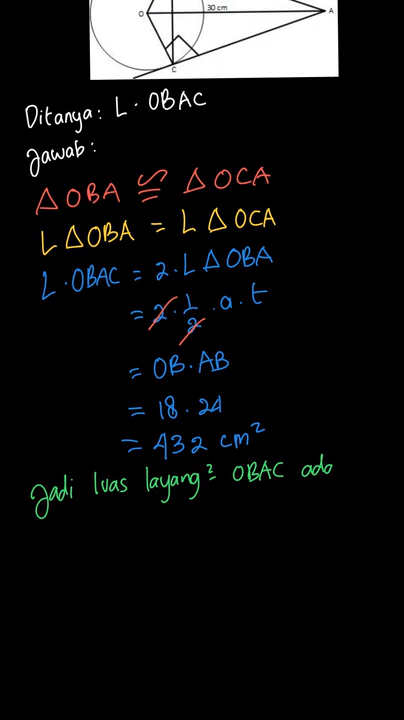 O 30 cm A
C
Ditanya: L. OBAC
Jawab:
△OBA ≅ △OCA
L△OBA = L△OCA
L.OBAC = 2.L△OBA
= 2.1/2.a.t
= OB.AB
= 18.24
= 432 cm²
Jadi luas layang² OBAC ada